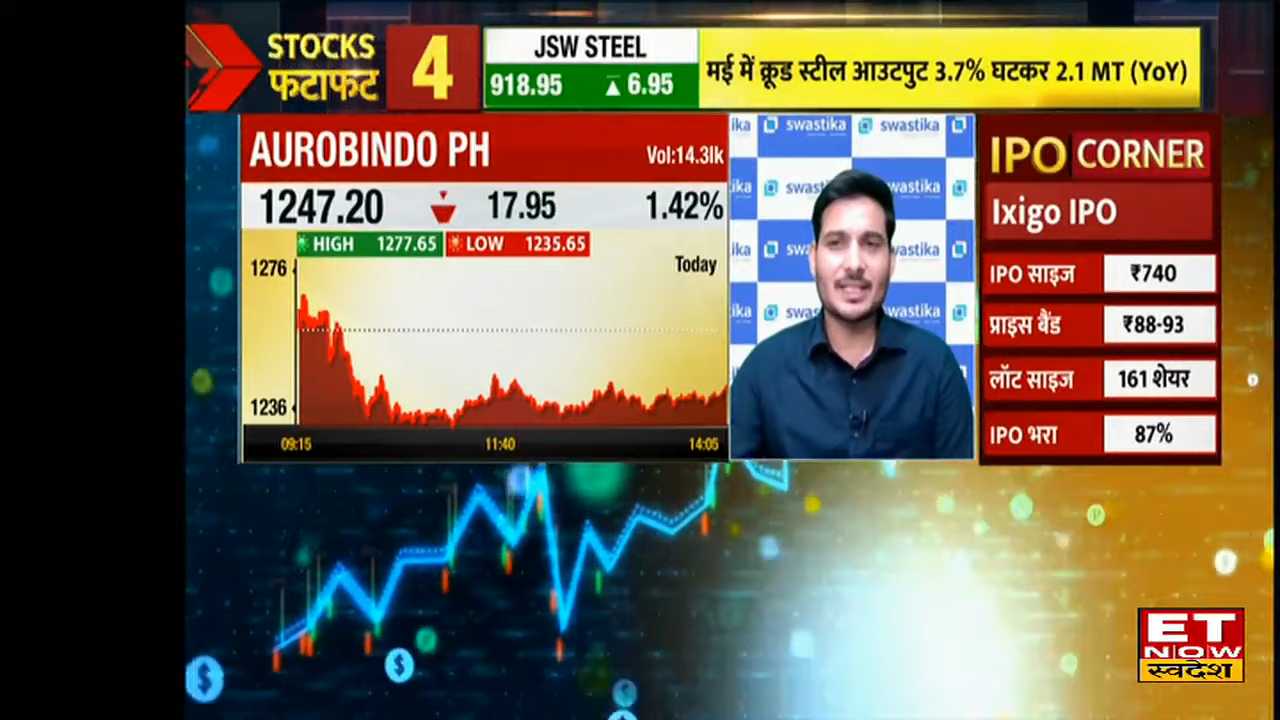 STOCKS
फटाफट
4
JSW STEEL
918.95 6.95
मई में क्रूड स्टील आउटपुट 3.7% घटकर 2.1 MT (YoY)
AUROBINDO PH
Vol:14.3lk
1247.20 17.95 1.42%
HIGH 1277.65 LOW 1235.65
Today
1276
1236
09:15 11:40 14:05
swastika swastika
swastika
IPO CORNER
Ixigo IPO
IPO साइज ₹740
प्राइस बैंड ₹88-93
लॉट साइज 161 शेयर
IPO भरा 87%
ET
NOW
स्वदेश